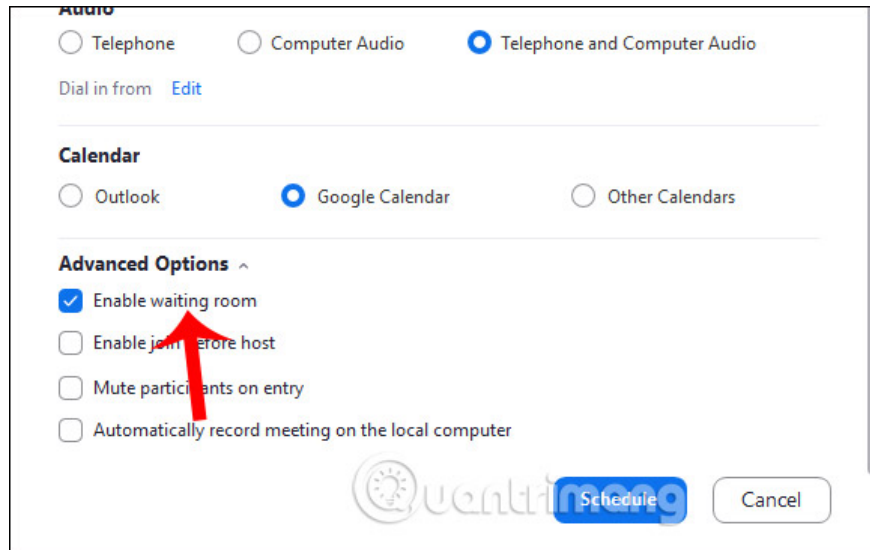 Audio
Telephone Computer Audio Telephone and Computer Audio
Dial in from Edit
Calendar
Outlook Google Calendar Other Calendars
Advanced Options
Enable waiting room
Enable join before host
Mute participants on entry
Automatically record meeting on the local computer
Quantrimang
Schedule Cancel